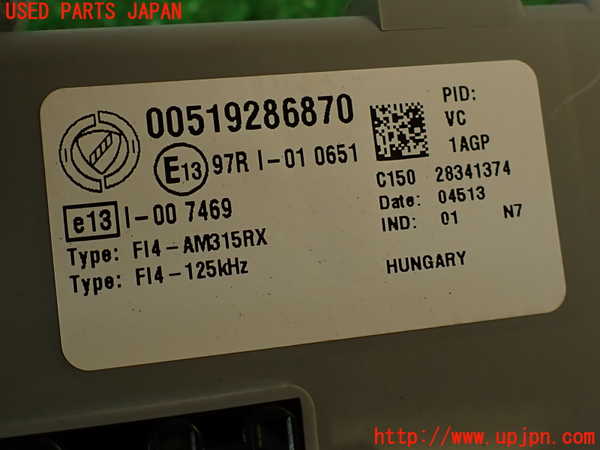 USED PARTS JAPAN
00519286870
E13 97R I-01 0651
e13 I-00 7469
Type: FI4-AM315RX
Type: FI4-125kHz
PID:
VC
1AGP
C150 28341374
Date: 04513
IND: 01 N7
HUNGARY
http://www.upjpn.com/